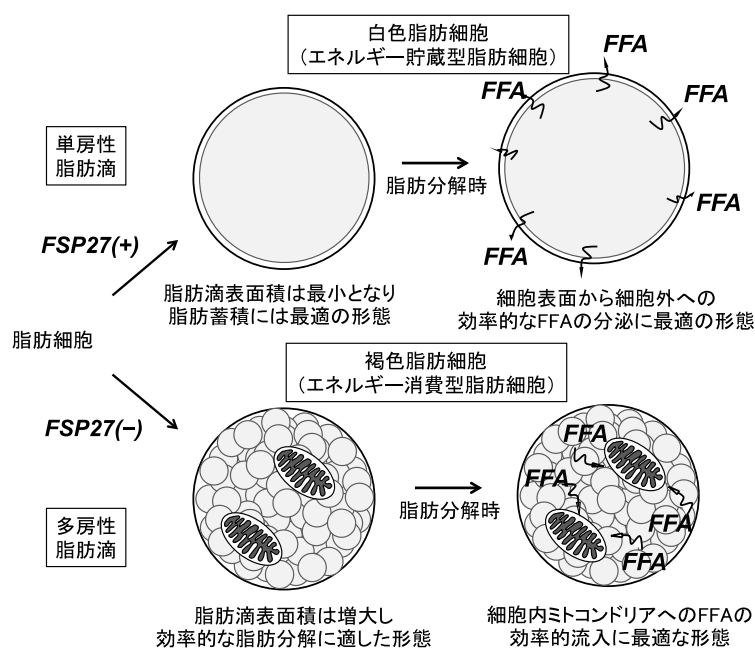 白色脂肪細胞
（エネルギー貯蔵型脂肪細胞）
単房性
脂肪滴
脂肪分解時
FFA
FFA
FFA
FFA
FFA
FSP27(+)
脂肪滴表面積は最小となり
脂肪蓄積には最適の形態
細胞表面から細胞外への
効率的なFFAの分泌に最適の形態
脂肪細胞
褐色脂肪細胞
（エネルギー消費型脂肪細胞）
FSP27(−)
多房性
脂肪滴
脂肪分解時
FFA
FFA
FFA
FFA
脂肪滴表面積は増大し
効率的な脂肪分解に適した形態
細胞内ミトコンドリアへのFFAの
効率的流入に最適な形態